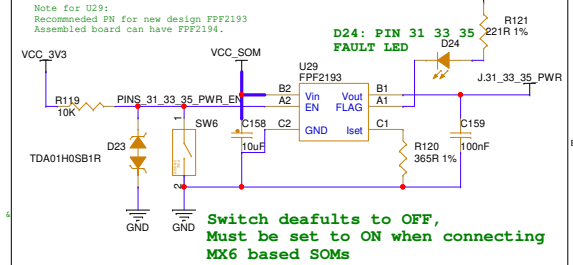 Note for U29:
Recommneded PN for new design FPF2193
Assembled board can have FPF2194.
D24: PIN 31 33 35
FAULT LED
R121
221R 1%
D24
VCC_3V3
VCC_SOM
U29
FPF2193
J.31_33_35_PWR
R119
10K
PINS_31_33_35_PWR_EN
B2
Vin
Vout
B1
A2
EN
FLAG
A1
C2
GND
Iset
C1
1
SW6
C158
10uF
C159
100nF
D23
TDA01H0SB1R
R120
365R 1%
2
GND
GND
Switch deafults to OFF,
Must be set to ON when connecting
MX6 based SOMs